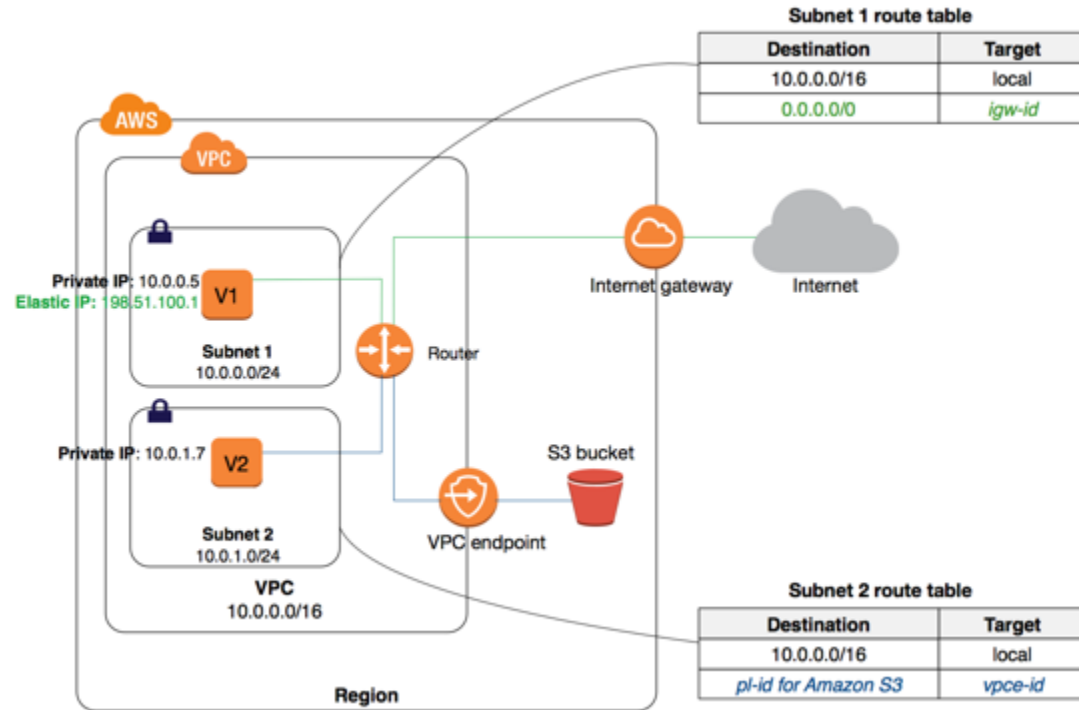 Subnet 1 route table
Destination Target
10.0.0.0/16 local
0.0.0.0/0 igw-id
AWS
VPC
Private IP: 10.0.0.5
Elastic IP: 198.51.100.1
V1
Subnet 1
10.0.0.0/24
Router
Internet gateway
Internet
Private IP: 10.0.1.7
V2
Subnet 2
10.0.1.0/24
VPC endpoint
S3 bucket
VPC
10.0.0.0/16
Region
Subnet 2 route table
Destination Target
10.0.0.0/16 local
pl-id for Amazon S3 vpce-id